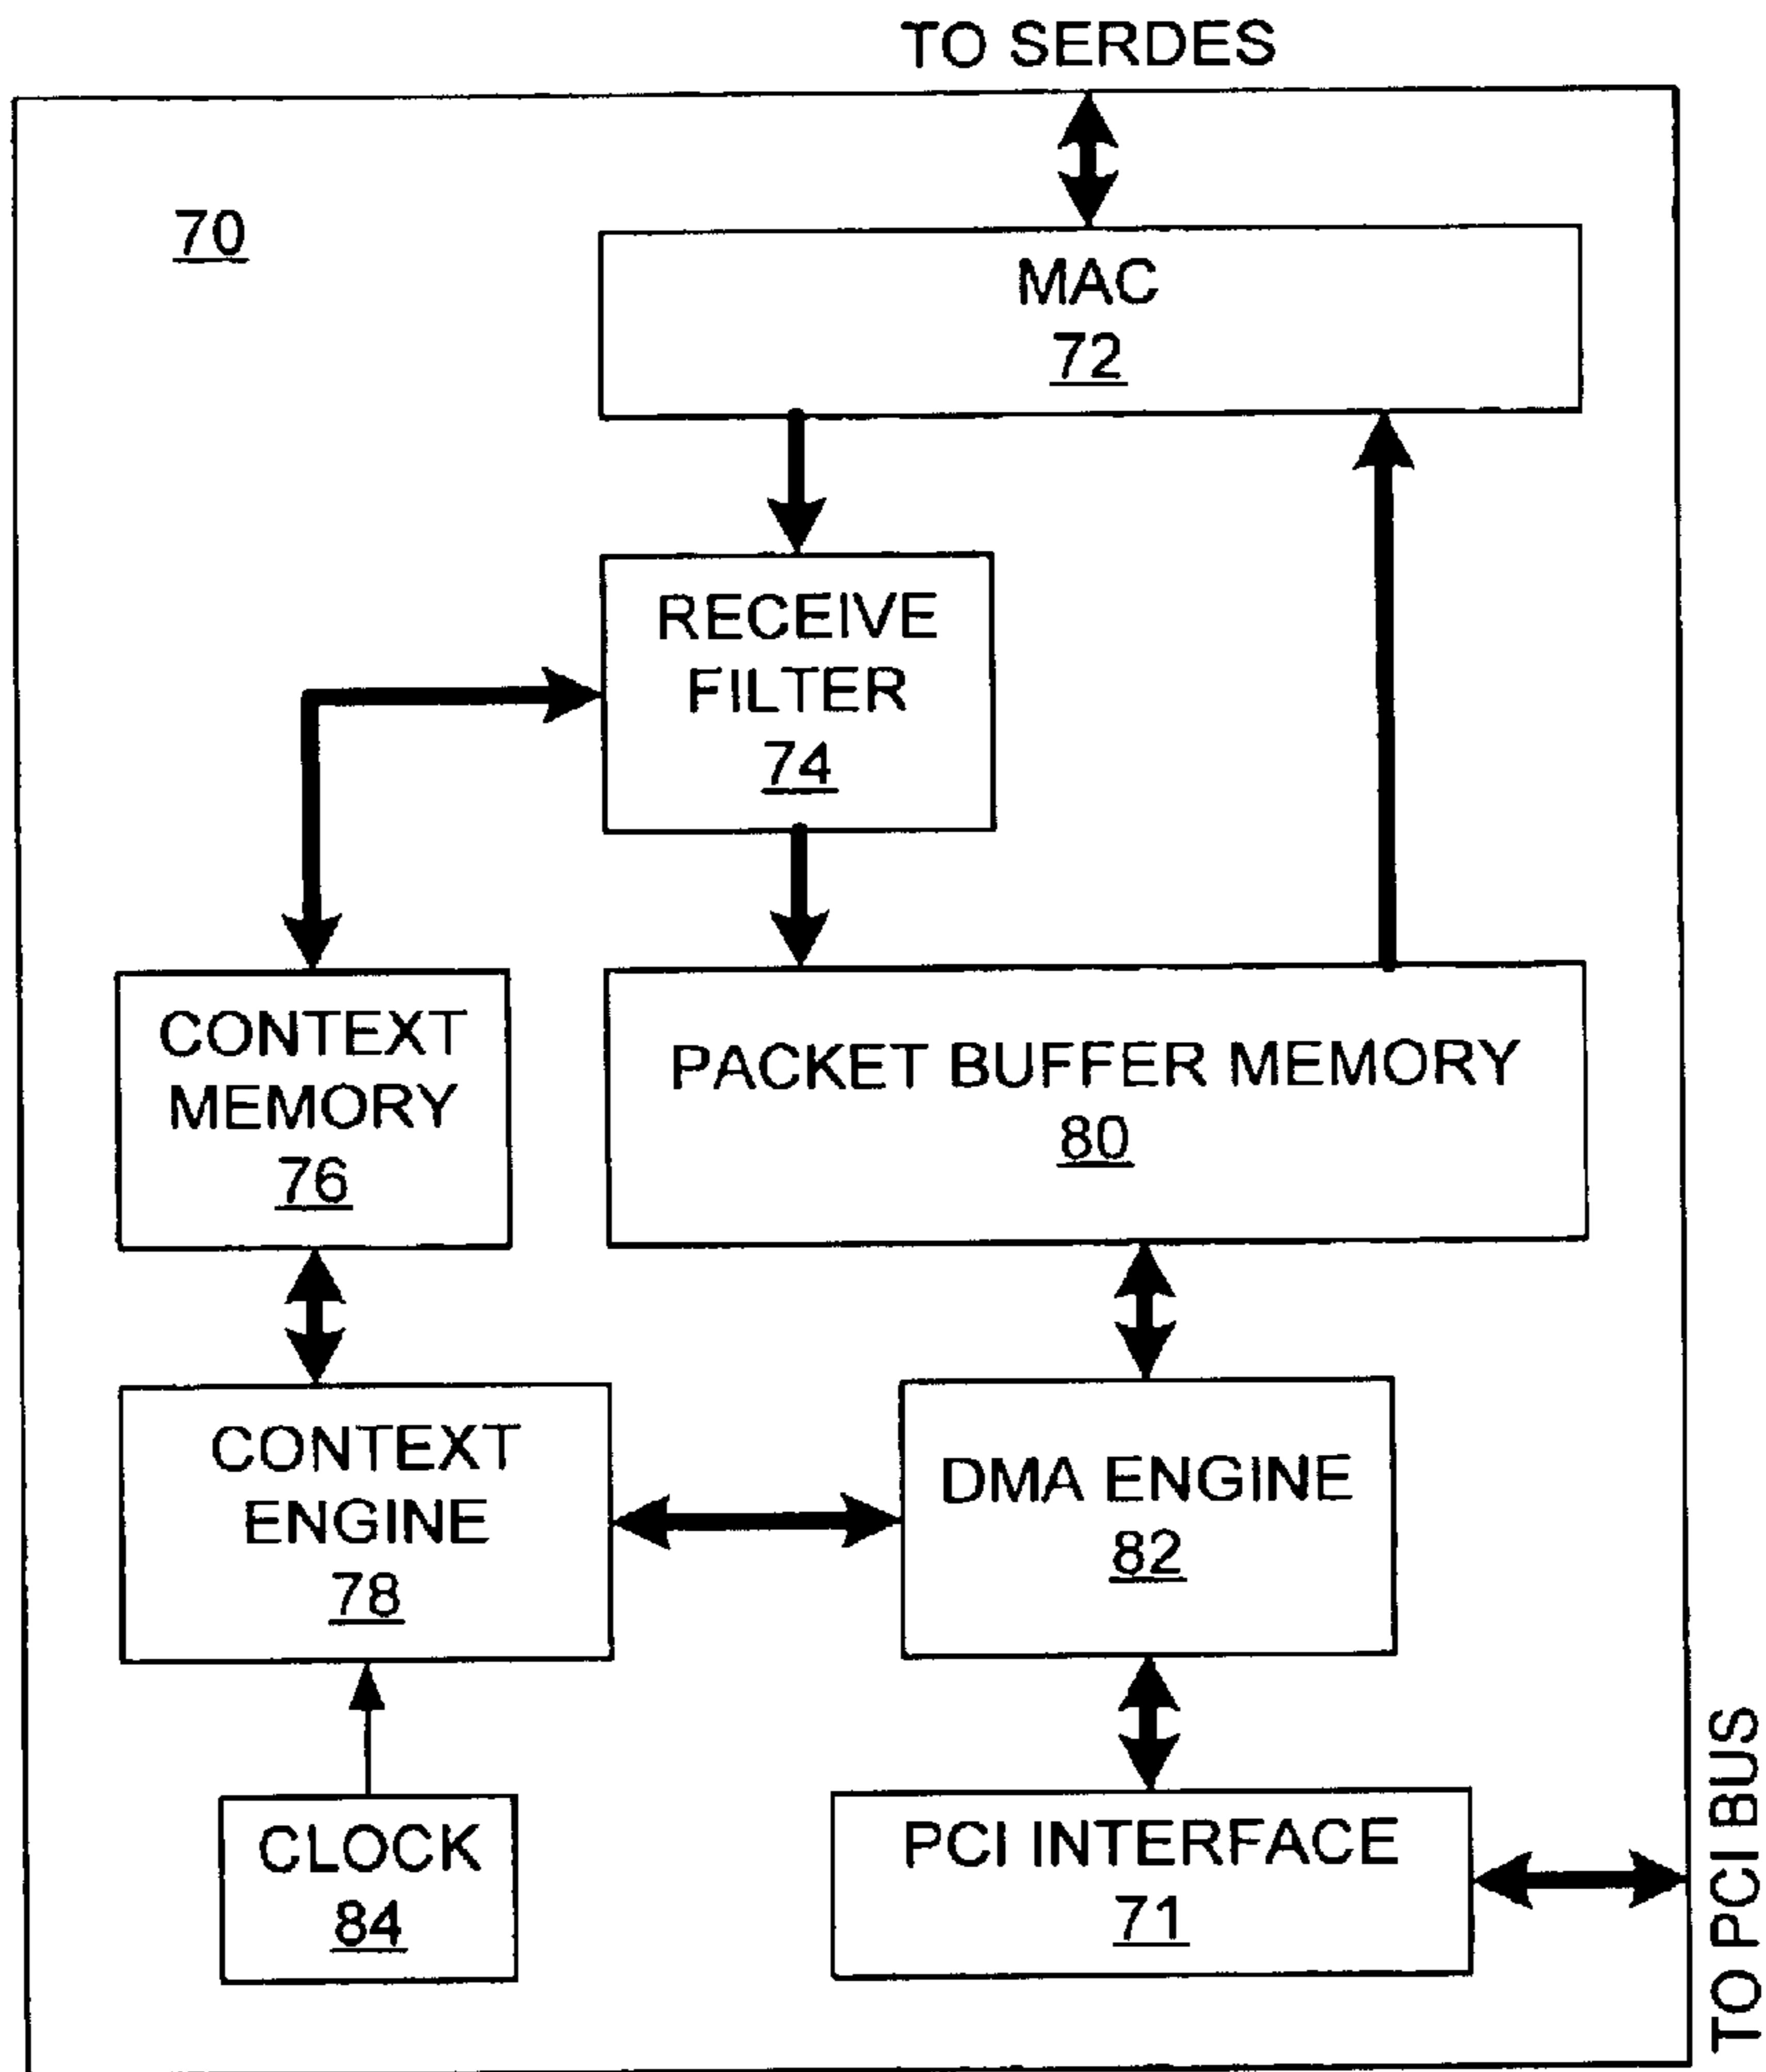 TO SERDES
70
MAC
72
RECEIVE
FILTER
74
CONTEXT
MEMORY
76
PACKET BUFFER MEMORY
80
CONTEXT
ENGINE
78
DMA ENGINE
82
CLOCK
84
PCI INTERFACE
71
TO PCI BUS